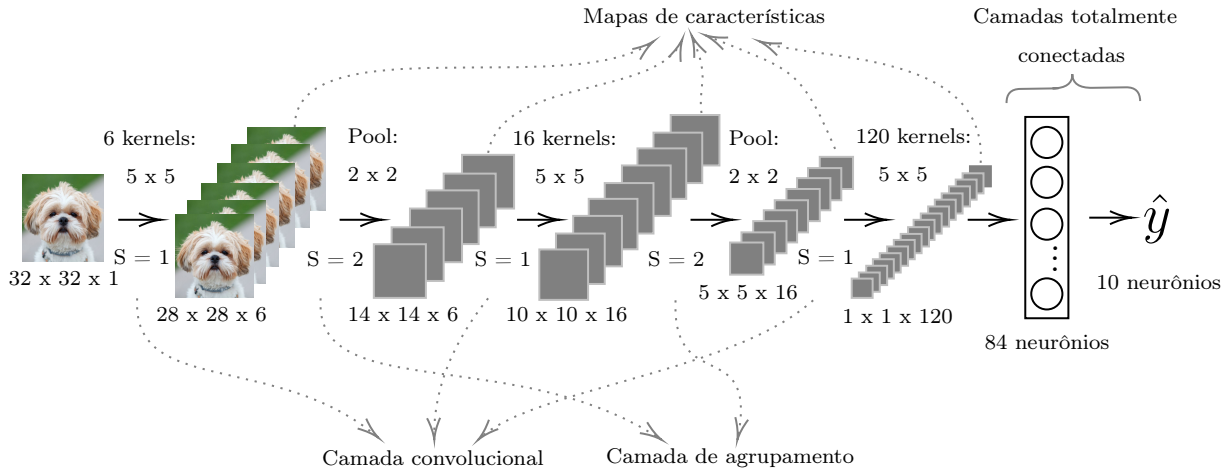 Mapas de característícas
Camadas totalmente
conectadas
6 kernels:
5 x 5
Pool:
2 x 2
16 kernels:
5 x 5
Pool:
2 x 2
120 kernels:
5 x 5
S = 1
S = 2
S = 1
S = 2
S = 1
ŷ
32 x 32 x 1
28 x 28 x 6
14 x 14 x 6
10 x 10 x 16
5 x 5 x 16
1 x 1 x 120
84 neurônios
10 neurônios
Camada convolucional
Camada de agrupamento